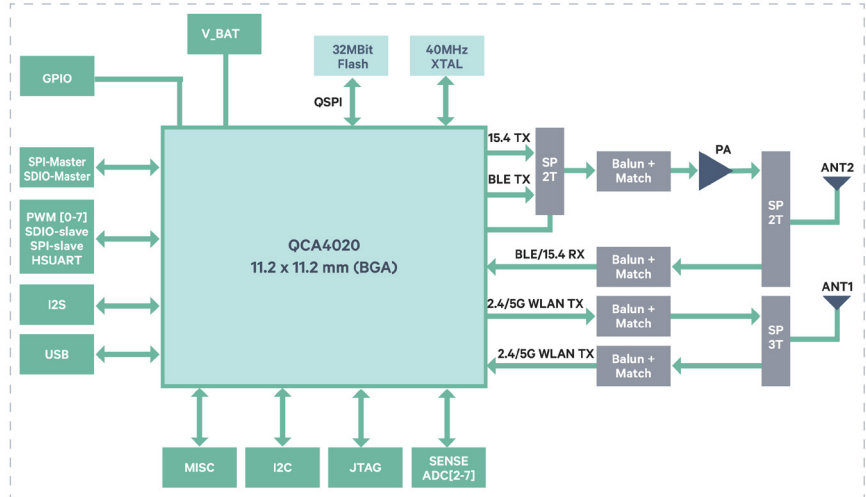 V_BAT
GPIO
32MBit
Flash
40MHz
XTAL
QSPI
SPI-Master
SDIO-Master
PWM [0-7]
SDIO-slave
SPI-slave
HSUART
I2S
USB
QCA4020
11.2 x 11.2 mm (BGA)
15.4 TX
BLE TX
SP
2T
Balun +
Match
PA
SP
2T
ANT2
BLE/15.4 RX
Balun +
Match
2.4/5G WLAN TX
Balun +
Match
SP
3T
ANT1
2.4/5G WLAN TX
Balun +
Match
MISC
I2C
JTAG
SENSE
ADC[2-7]